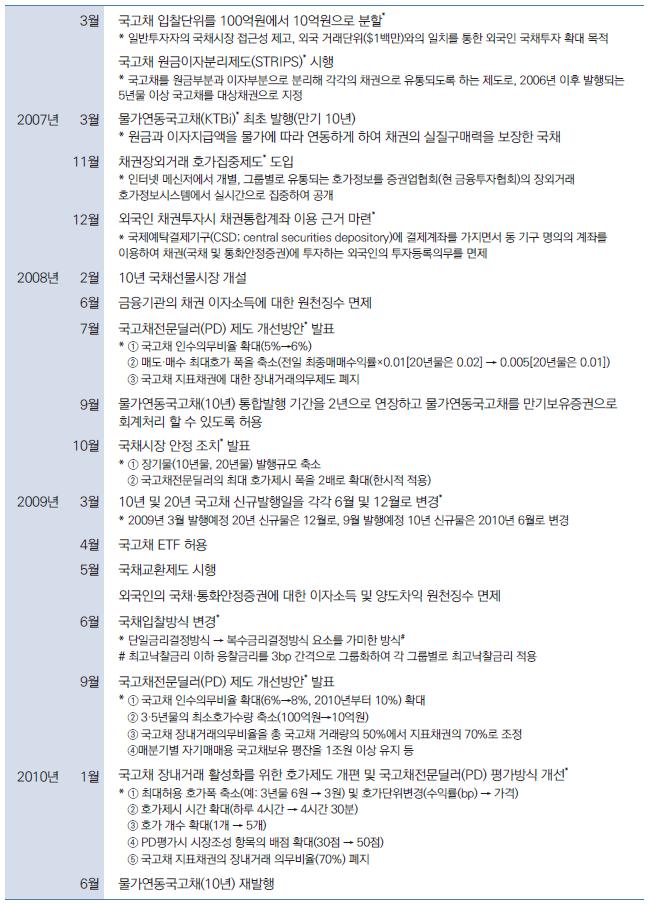 3월 국고채 입찰단위를 100억원에서 10억원으로 분할*
* 일반투자자의 국채시장 접근성 제고, 외국 거래단위($1백만)와의 일치를 통한 외국인 국채투자 확대 목적
국고채 원금이자분리제도(STRIPS)* 시행
* 국고채를 원금부분과 이자부분으로 분리해 각각의 채권으로 유통되도록 하는 제도로, 2006년 이후 발행되는
5년물 이상 국고채를 대상채권으로 지정
2007년 3월 물가연동국고채(KTBi)* 최초 발행(만기 10년)
* 원금과 이자지급액을 물가에 따라 연동하게 하여 채권의 실질구매력을 보장한 국채
11월 채권장외거래 호가집중제도* 도입
* 인터넷 메신저에서 개별, 그룹별로 유통되는 호가정보를 증권업협회(현 금융투자협회)의 장외거래
호가정보시스템에서 실시간으로 집중하여 공개
12월 외국인 채권투자시 채권통합계좌 이용 근거 마련*
* 국제예탁결제기구(CSD; central securities depository)에 결제계좌를 가지면서 동 기구 명의의 계좌를
이용하여 채권(국채 및 통화안정증권)에 투자하는 외국인의 투자등록의무를 면제
2008년 2월 10년 국채선물시장 개설
6월 금융기관의 채권 이자소득에 대한 원천징수 면제
7월 국고채전문딜러(PD) 제도 개선방안* 발표
* ① 국고채 인수의무비율 확대(5%→6%)
② 매도·매수 최대호가 폭을 축소(전일 최종매매수익률×0.01[20년물은 0.02] → 0.005[20년물은 0.01])
③ 국고채 지표채권에 대한 장내거래의무제도 폐지
9월 물가연동국고채(10년) 통합발행 기간을 2년으로 연장하고 물가연동국고채를 만기보유증권으로
회계처리 할 수 있도록 허용
10월 국채시장 안정 조치* 발표
* ① 장기물(10년물, 20년물) 발행규모 축소
② 국고채전문딜러의 최대 호가제시 폭을 2배로 확대(한시적 적용)
2009년 3월 10년 및 20년 국고채 신규발행일을 각각 6월 및 12월로 변경*
* 2009년 3월 발행예정 20년 신규물은 12월로, 9월 발행예정 10년 신규물은 2010년 6월로 변경
4월 국고채 ETF 허용
5월 국채교환제도 시행
외국인의 국채·통화안정증권에 대한 이자소득 및 양도차익 원천징수 면제
6월 국채입찰방식 변경*
* 단일금리결정방식 → 복수금리결정방식 요소를 가미한 방식#
# 최고낙찰금리 이하 응찰금리를 3bp 간격으로 그룹화하여 각 그룹별로 최고낙찰금리 적용
9월 국고채전문딜러(PD) 제도 개선방안* 발표
* ① 국고채 인수의무비율 확대(6%→8%, 2010년부터 10%) 확대
② 3·5년물의 최소호가수량 축소(100억원→10억원)
③ 국고채 장내거래의무비율을 총 국고채 거래량의 50%에서 지표채권의 70%로 조정
④매분기별 자기매매용 국고채보유 평잔을 1조원 이상 유지 등
2010년 1월 국고채 장내거래 활성화를 위한 호가제도 개편 및 국고채전문딜러(PD) 평가방식 개선*
* ① 최대허용 호가폭 축소(예: 3년물 6원 → 3원) 및 호가단위변경(수익률(bp) → 가격)
② 호가제시 시간 확대(하루 4시간 → 4시간 30분)
③ 호가 개수 확대(1개 → 5개)
④ PD평가시 시장조성 항목의 배점 확대(30점 → 50점)
⑤ 국고채 지표채권의 장내거래 의무비율(70%) 폐지
6월 물가연동국고채(10년) 재발행